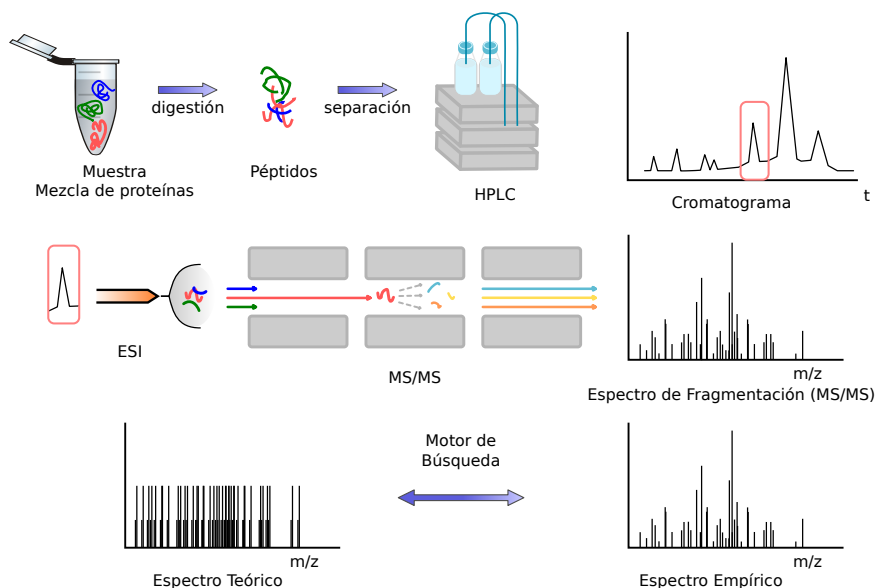 digestión
separación
Muestra
Mezcla de proteínas
Péptidos
HPLC
Cromatograma
t
ESI
MS/MS
m/z
Espectro de Fragmentación (MS/MS)
Motor de
Búsqueda
m/z
Espectro Teórico
m/z
Espectro Empírico